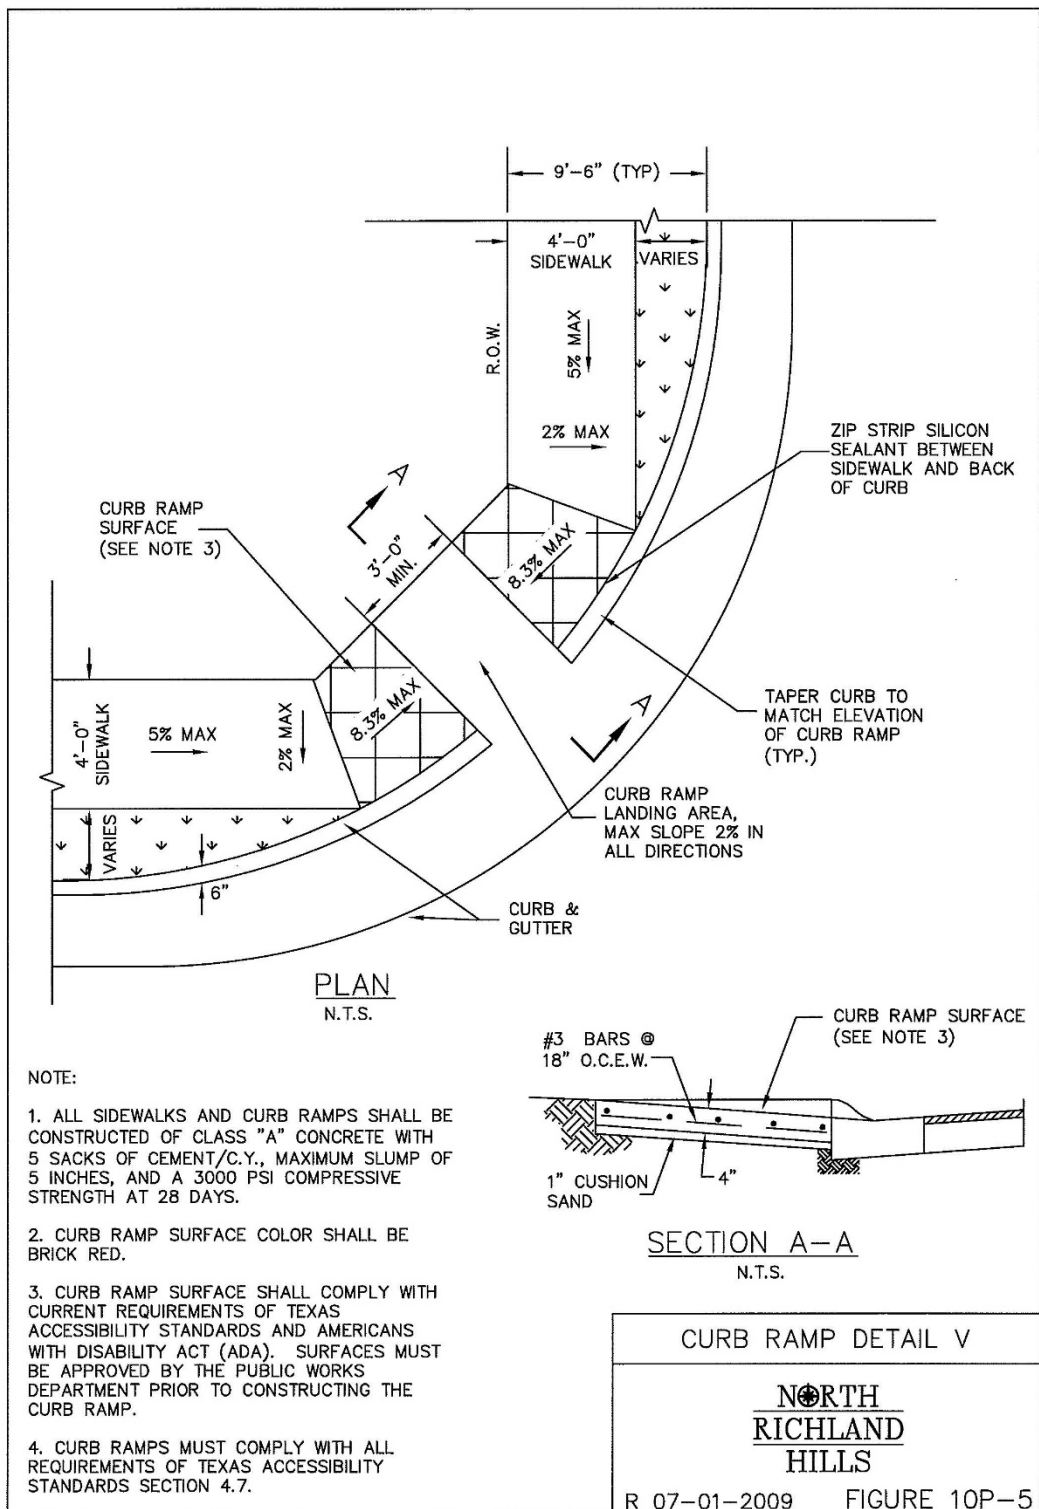 9'-6" (TYP)
4'-0"
SIDEWALK
VARIES
R.O.W.
5% MAX
2% MAX
ZIP STRIP SILICON
SEALANT BETWEEN
SIDEWALK AND BACK
OF CURB
A
CURB RAMP
SURFACE
(SEE NOTE 3)
3'-0"
MIN.
8.3% MAX
8.3% MAX
A
TAPER CURB TO
MATCH ELEVATION
OF CURB RAMP
(TYP.)
4'-0"
SIDEWALK
5% MAX
2% MAX
CURB RAMP
LANDING AREA,
MAX SLOPE 2% IN
ALL DIRECTIONS
VARIES
6"
CURB &
GUTTER
PLAN
N.T.S.
#3 BARS @
18" O.C.E.W.
CURB RAMP SURFACE
(SEE NOTE 3)
1" CUSHION
SAND
4"
SECTION A-A
N.T.S.
NOTE:
1. ALL SIDEWALKS AND CURB RAMPS SHALL BE
CONSTRUCTED OF CLASS "A" CONCRETE WITH
5 SACKS OF CEMENT/C.Y., MAXIMUM SLUMP OF
5 INCHES, AND A 3000 PSI COMPRESSIVE
STRENGTH AT 28 DAYS.
2. CURB RAMP SURFACE COLOR SHALL BE
BRICK RED.
3. CURB RAMP SURFACE SHALL COMPLY WITH
CURRENT REQUIREMENTS OF TEXAS
ACCESSIBILITY STANDARDS AND AMERICANS
WITH DISABILITY ACT (ADA). SURFACES MUST
BE APPROVED BY THE PUBLIC WORKS
DEPARTMENT PRIOR TO CONSTRUCTING THE
CURB RAMP.
4. CURB RAMPS MUST COMPLY WITH ALL
REQUIREMENTS OF TEXAS ACCESSIBILITY
STANDARDS SECTION 4.7.
CURB RAMP DETAIL V
NORTH
RICHLAND
HILLS
R 07-01-2009 FIGURE 10P-5